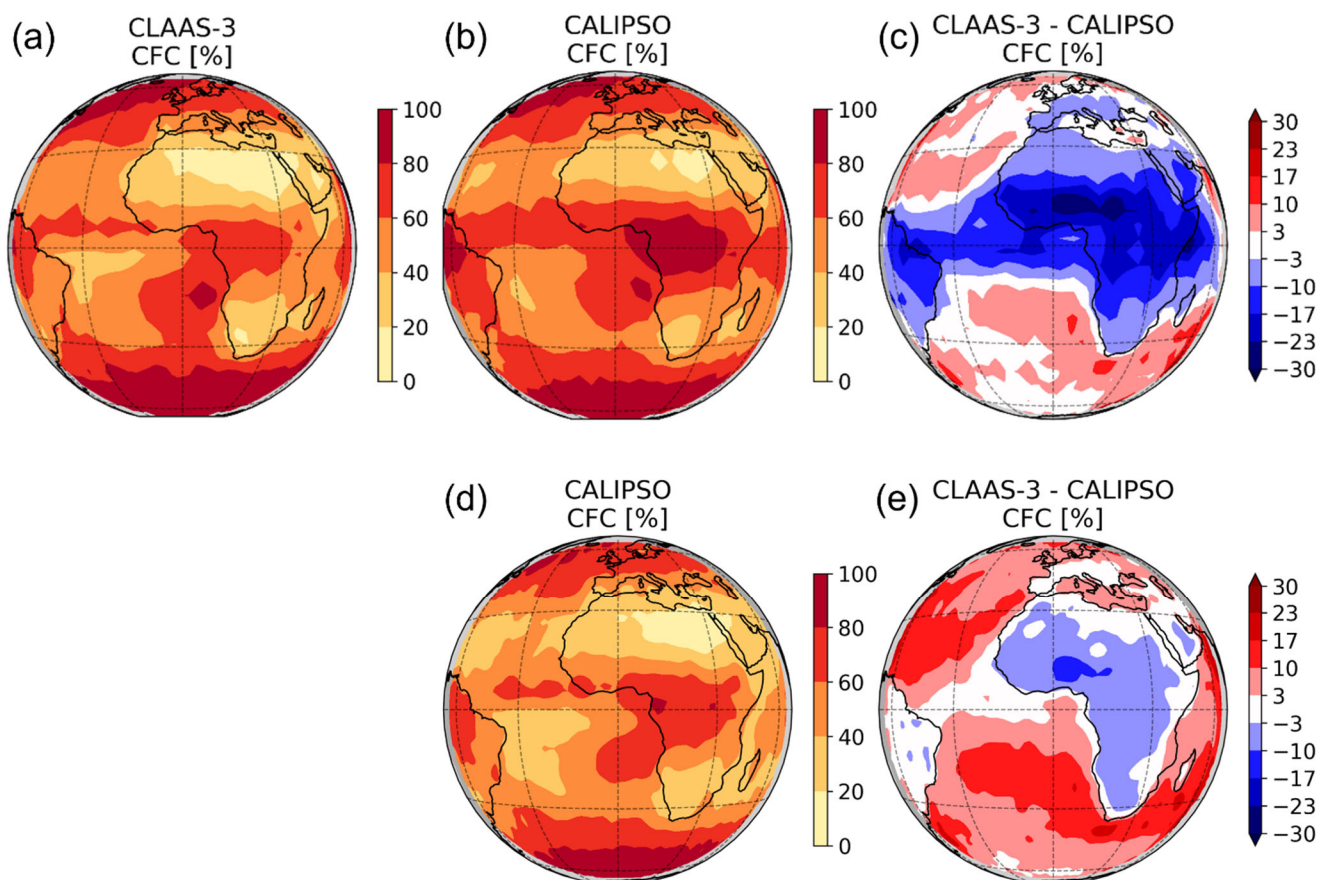 (a)
CLAAS-3
CFC [%]
100
80
60
40
20
0
(b)
CALIPSO
CFC [%]
100
80
60
40
20
0
(c)
CLAAS-3 - CALIPSO
CFC [%]
30
23
17
10
3
−3
−10
−17
−23
−30
(d)
CALIPSO
CFC [%]
100
80
60
40
20
0
(e)
CLAAS-3 - CALIPSO
CFC [%]
30
23
17
10
3
−3
−10
−17
−23
−30